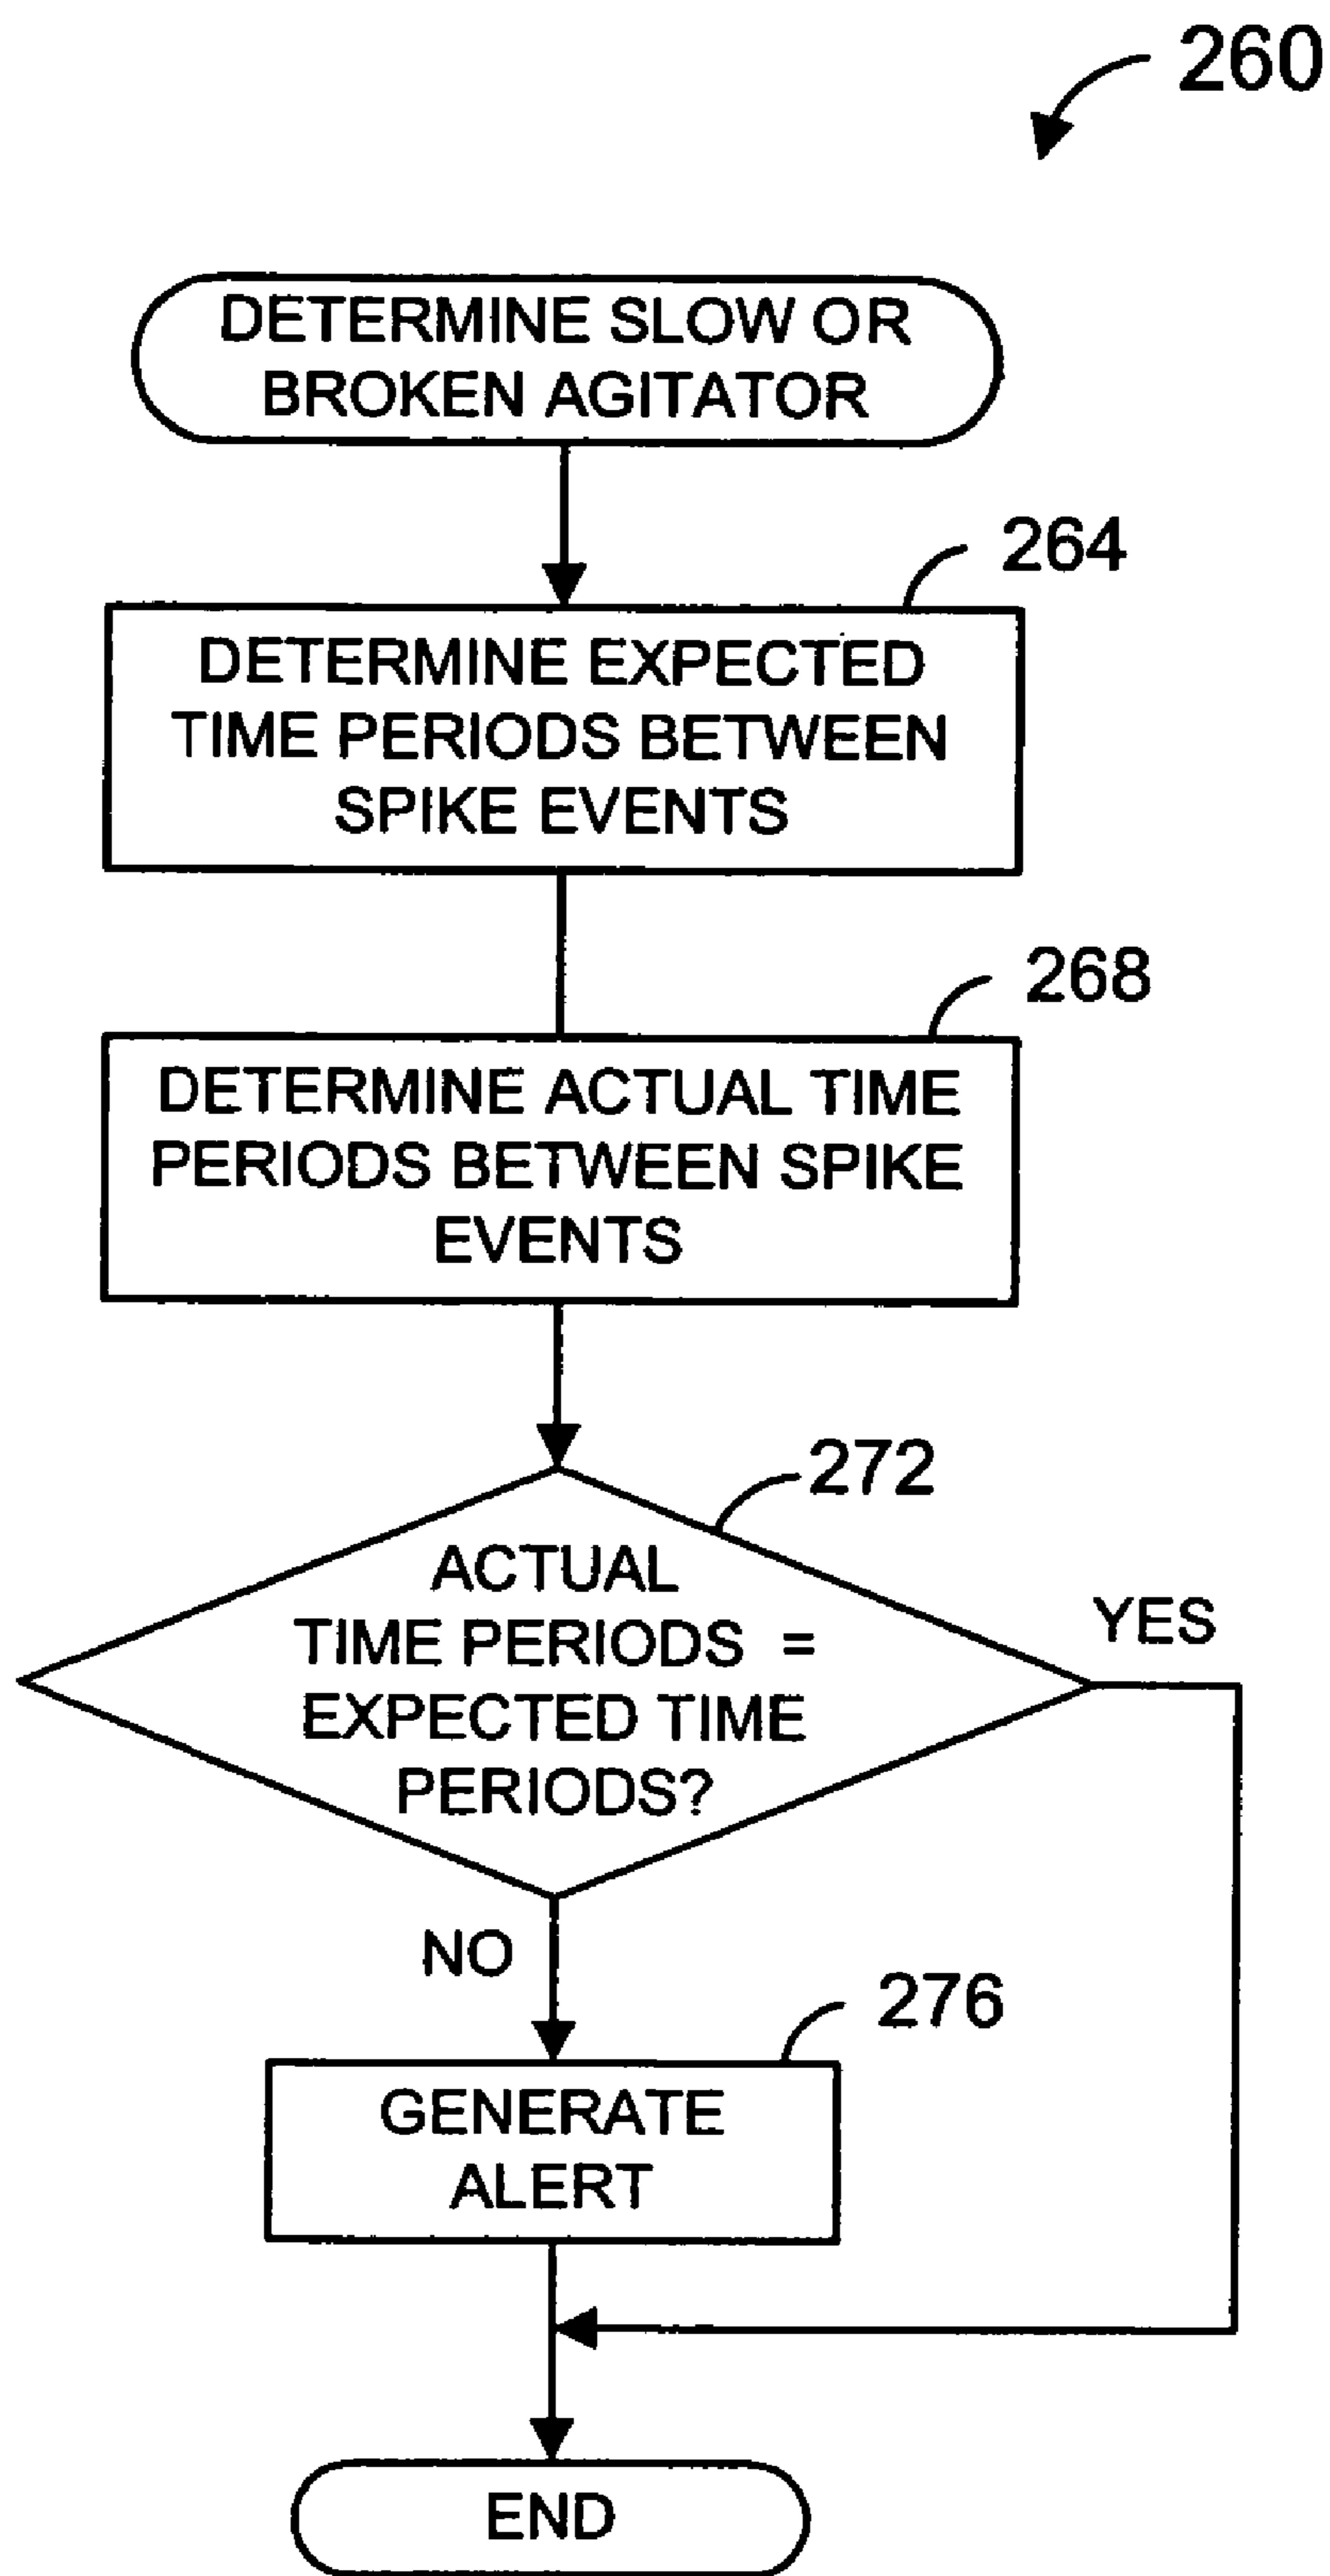 260
DETERMINE SLOW OR
BROKEN AGITATOR
264
DETERMINE EXPECTED
TIME PERIODS BETWEEN
SPIKE EVENTS
268
DETERMINE ACTUAL TIME
PERIODS BETWEEN SPIKE
EVENTS
272
ACTUAL
TIME PERIODS =
EXPECTED TIME
PERIODS?
YES
NO
276
GENERATE
ALERT
END